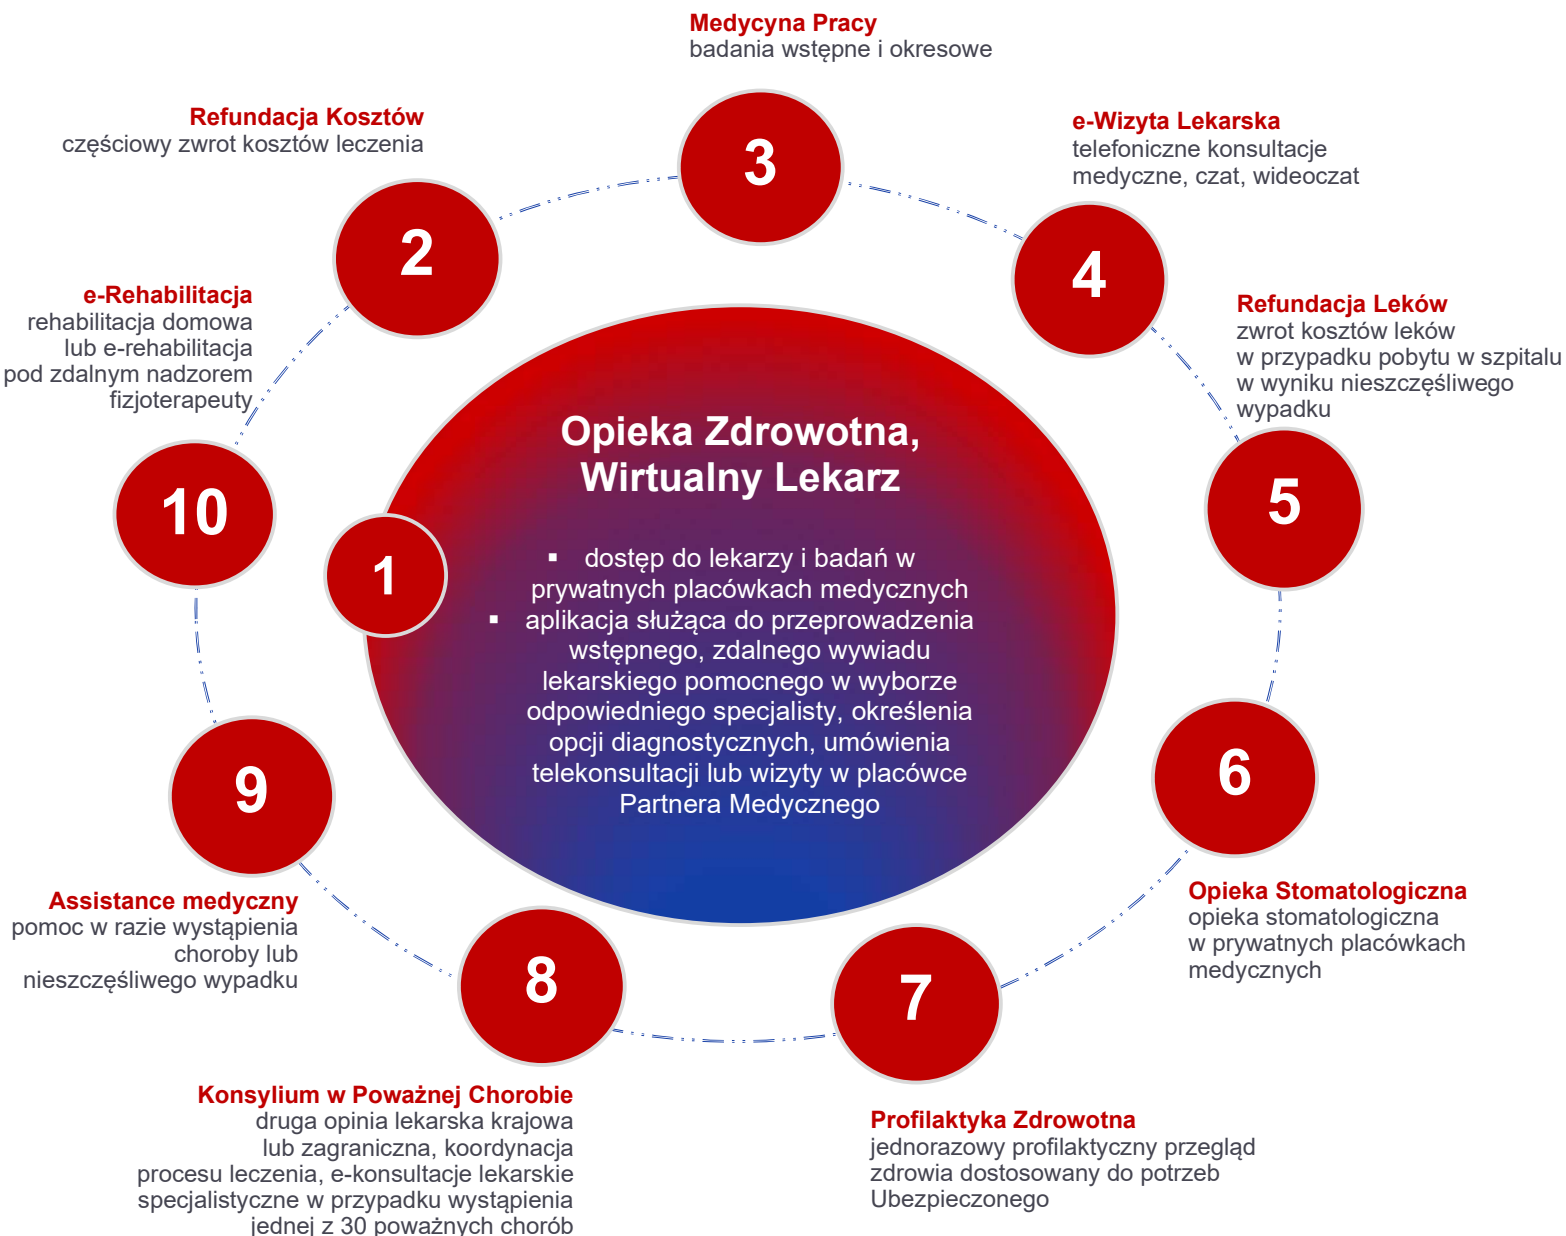 Medycyna Pracy
badania wstępne i okresowe
3
Refundacja Kosztów
częściowy zwrot kosztów leczenia
2
e-Wizyta Lekarska
telefoniczne konsultacje
medyczne, czat, wideoczat
4
e-Rehabilitacja
rehabilitacja domowa
lub e-rehabilitacja
pod zdalnym nadzorem
fizjoterapeuty
10
Refundacja Leków
zwrot kosztów leków
w przypadku pobytu w szpitalu
w wyniku nieszczęśliwego
wypadku
5
1
Opieka Zdrowotna,
Wirtualny Lekarz
▪ dostęp do lekarzy i badań w
prywatnych placówkach medycznych
▪ aplikacja służąca do przeprowadzenia
wstępnego, zdalnego wywiadu
lekarskiego pomocnego w wyborze
odpowiedniego specjalisty, określenia
opcji diagnostycznych, umówienia
telekonsultacji lub wizyty w placówce
Partnera Medycznego
9
Assistance medyczny
pomoc w razie wystąpienia
choroby lub
nieszczęśliwego wypadku
6
Opieka Stomatologiczna
opieka stomatologiczna
w prywatnych placówkach
medycznych
8
Konsylium w Poważnej Chorobie
druga opinia lekarska krajowa
lub zagraniczna, koordynacja
procesu leczenia, e-konsultacje lekarskie
specjalistyczne w przypadku wystąpienia
jednej z 30 poważnych chorób
7
Profilaktyka Zdrowotna
jednorazowy profilaktyczny przegląd
zdrowia dostosowany do potrzeb
Ubezpieczonego